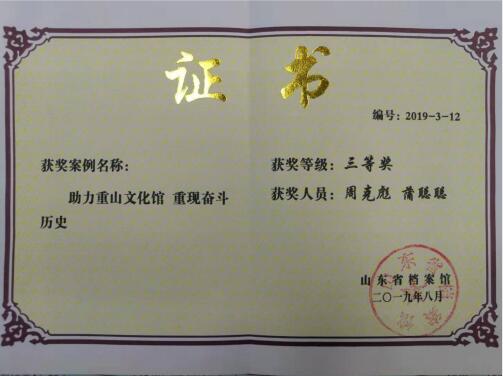 证 书
编号：2019-3-12
获奖案例名称：
助力重山文化馆 重现奋斗
历史
获奖等级：三等奖
获奖人员：周克彪 蒲聪聪
山东省档案馆
二〇一九年八月